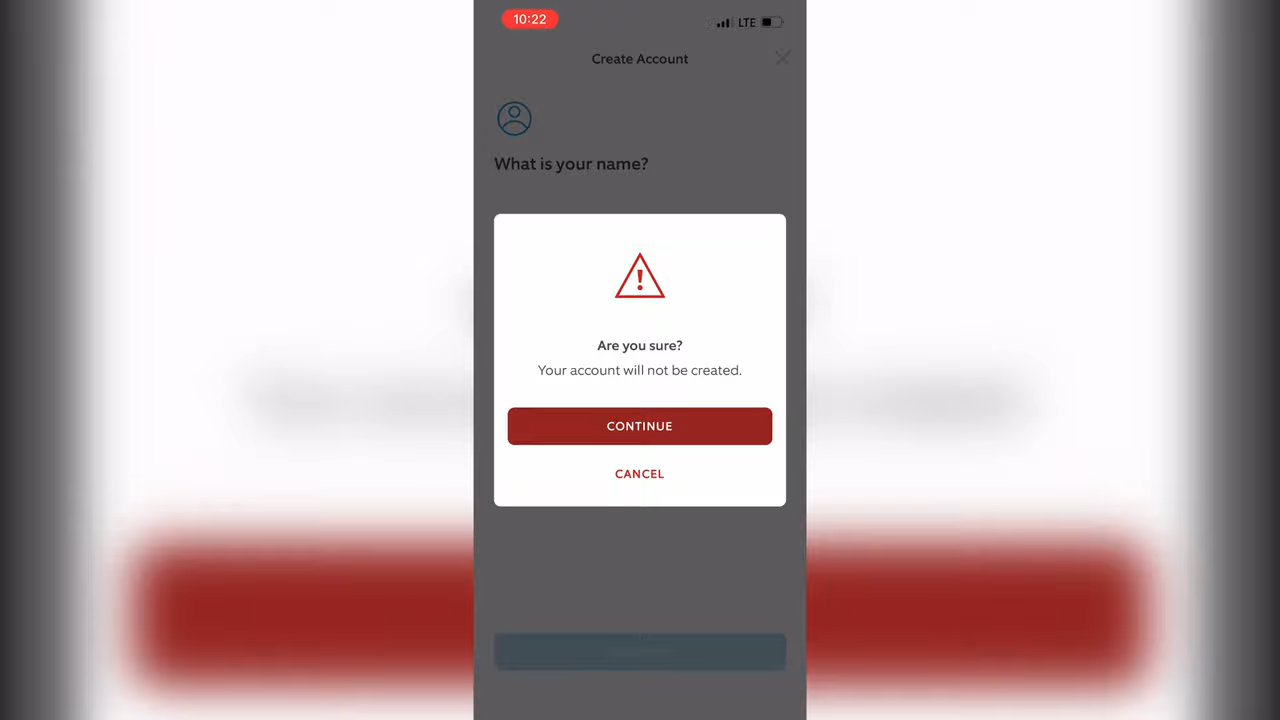 10:22
LTE
Create Account
What is your name?
Are you sure?
Your account will not be created.
CONTINUE
CANCEL